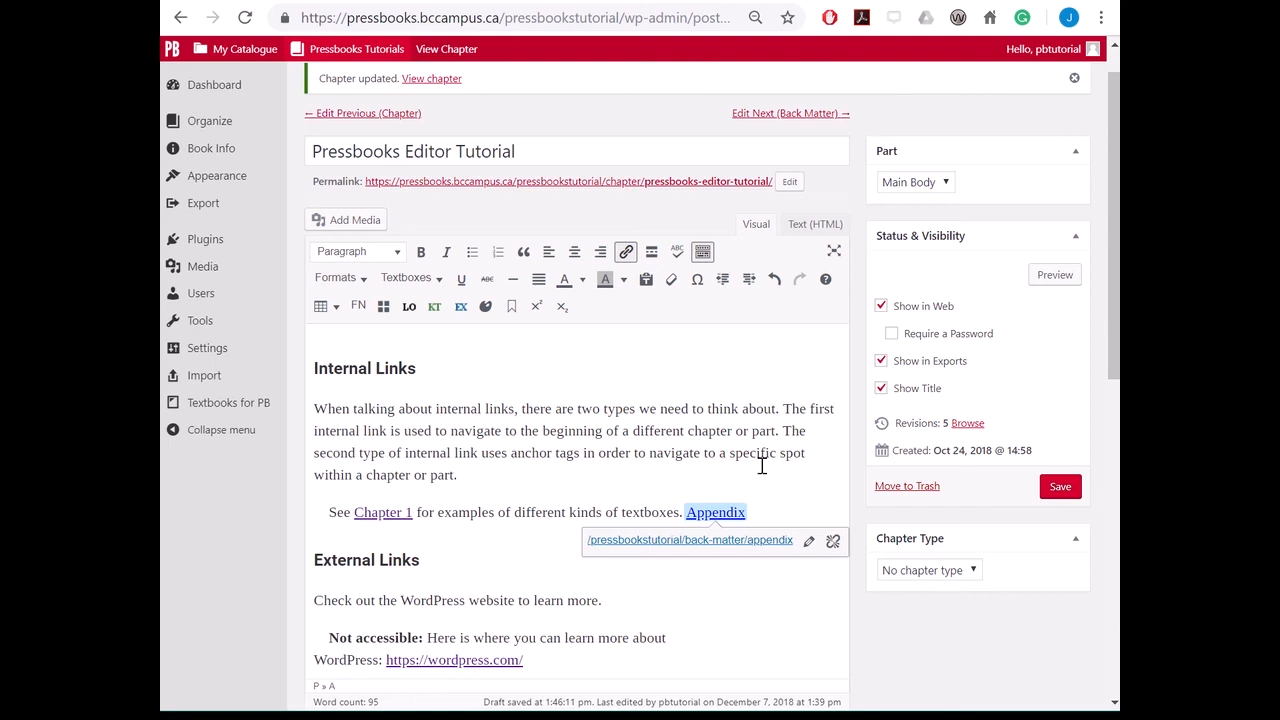 https://pressbooks.bccampus.ca/pressbookstutorial/wp-admin/post...
J
PB My Catalogue Pressbooks Tutorials View Chapter Hello, pbtutorial
Dashboard
Organize
Book Info
Appearance
Export
Plugins
Media
Users
Tools
Settings
Import
Textbooks for PB
Collapse menu
Chapter updated. View chapter
← Edit Previous (Chapter) Edit Next (Back Matter) →
Pressbooks Editor Tutorial
Permalink: https://pressbooks.bccampus.ca/pressbookstutorial/chapter/pressbooks-editor-tutorial/ Edit
Add Media Visual Text (HTML)
Paragraph B I ABC
Formats Textboxes U ABC A A Ω
FN LO KT EX x² x₂
Internal Links
When talking about internal links, there are two types we need to think about. The first
internal link is used to navigate to the beginning of a different chapter or part. The
second type of internal link uses anchor tags in order to navigate to a specific spot
within a chapter or part.
See Chapter 1 for examples of different kinds of textboxes. Appendix
/pressbookstutorial/back-matter/appendix
External Links
Check out the WordPress website to learn more.
Not accessible: Here is where you can learn more about
WordPress: https://wordpress.com/
P » A
Word count: 95 Draft saved at 1:46:11 pm. Last edited by pbtutorial on December 7, 2018 at 1:39 pm
Part
Main Body
Status & Visibility
Preview
Show in Web
Require a Password
Show in Exports
Show Title
Revisions: 5 Browse
Created: Oct 24, 2018 @ 14:58
Move to Trash Save
Chapter Type
No chapter type